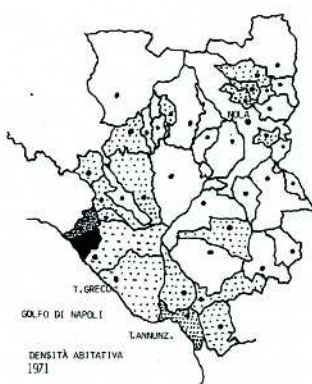 NOLA
T.GRECO
GOLFO DI NAPOLI
T.ANNUNZ.
DENSITÀ ABITATIVA
1971